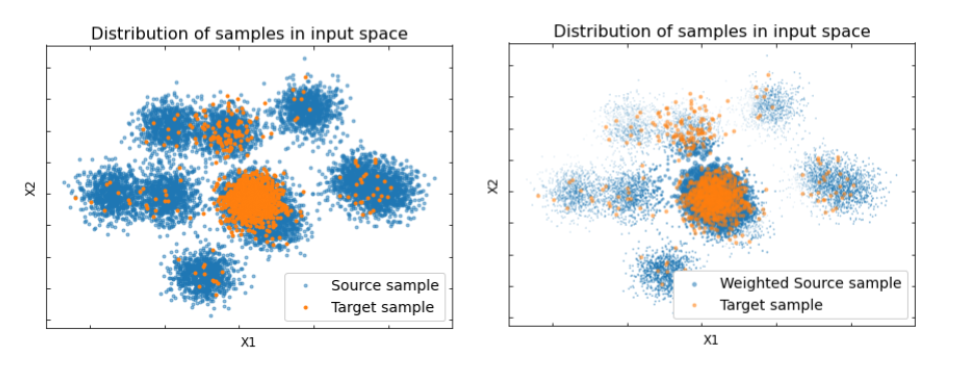 Distribution of samples in input space
X2
Source sample
Target sample
X1
Distribution of samples in input space
X2
Weighted Source sample
Target sample
X1